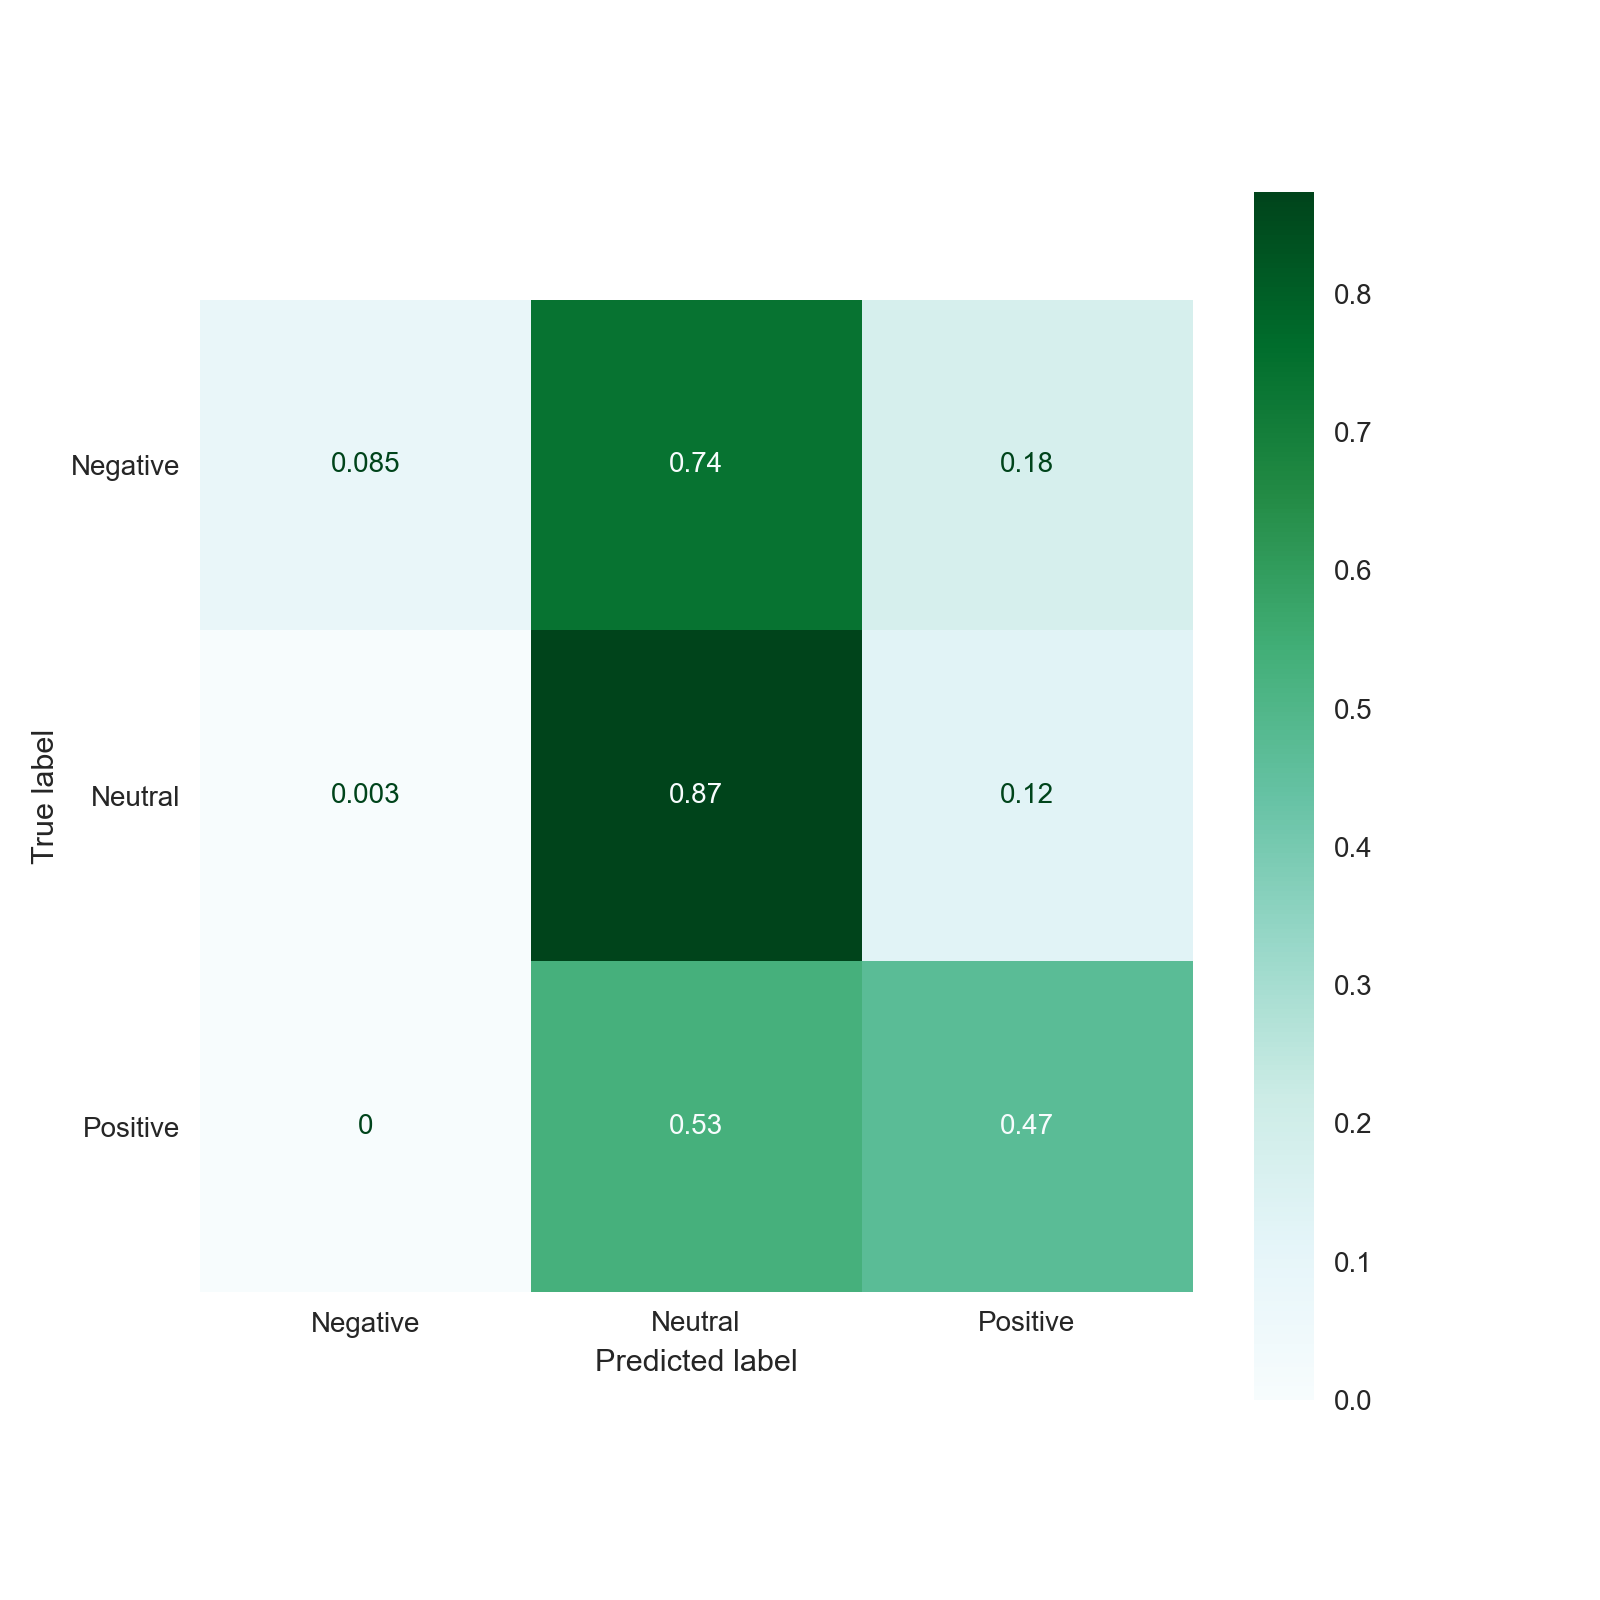 0.8
0.7
0.6
0.5
0.4
0.3
0.2
0.1
0.0
True label
Negative 0.085 0.74 0.18
Neutral 0.003 0.87 0.12
Positive 0 0.53 0.47
Negative Neutral Positive
Predicted label